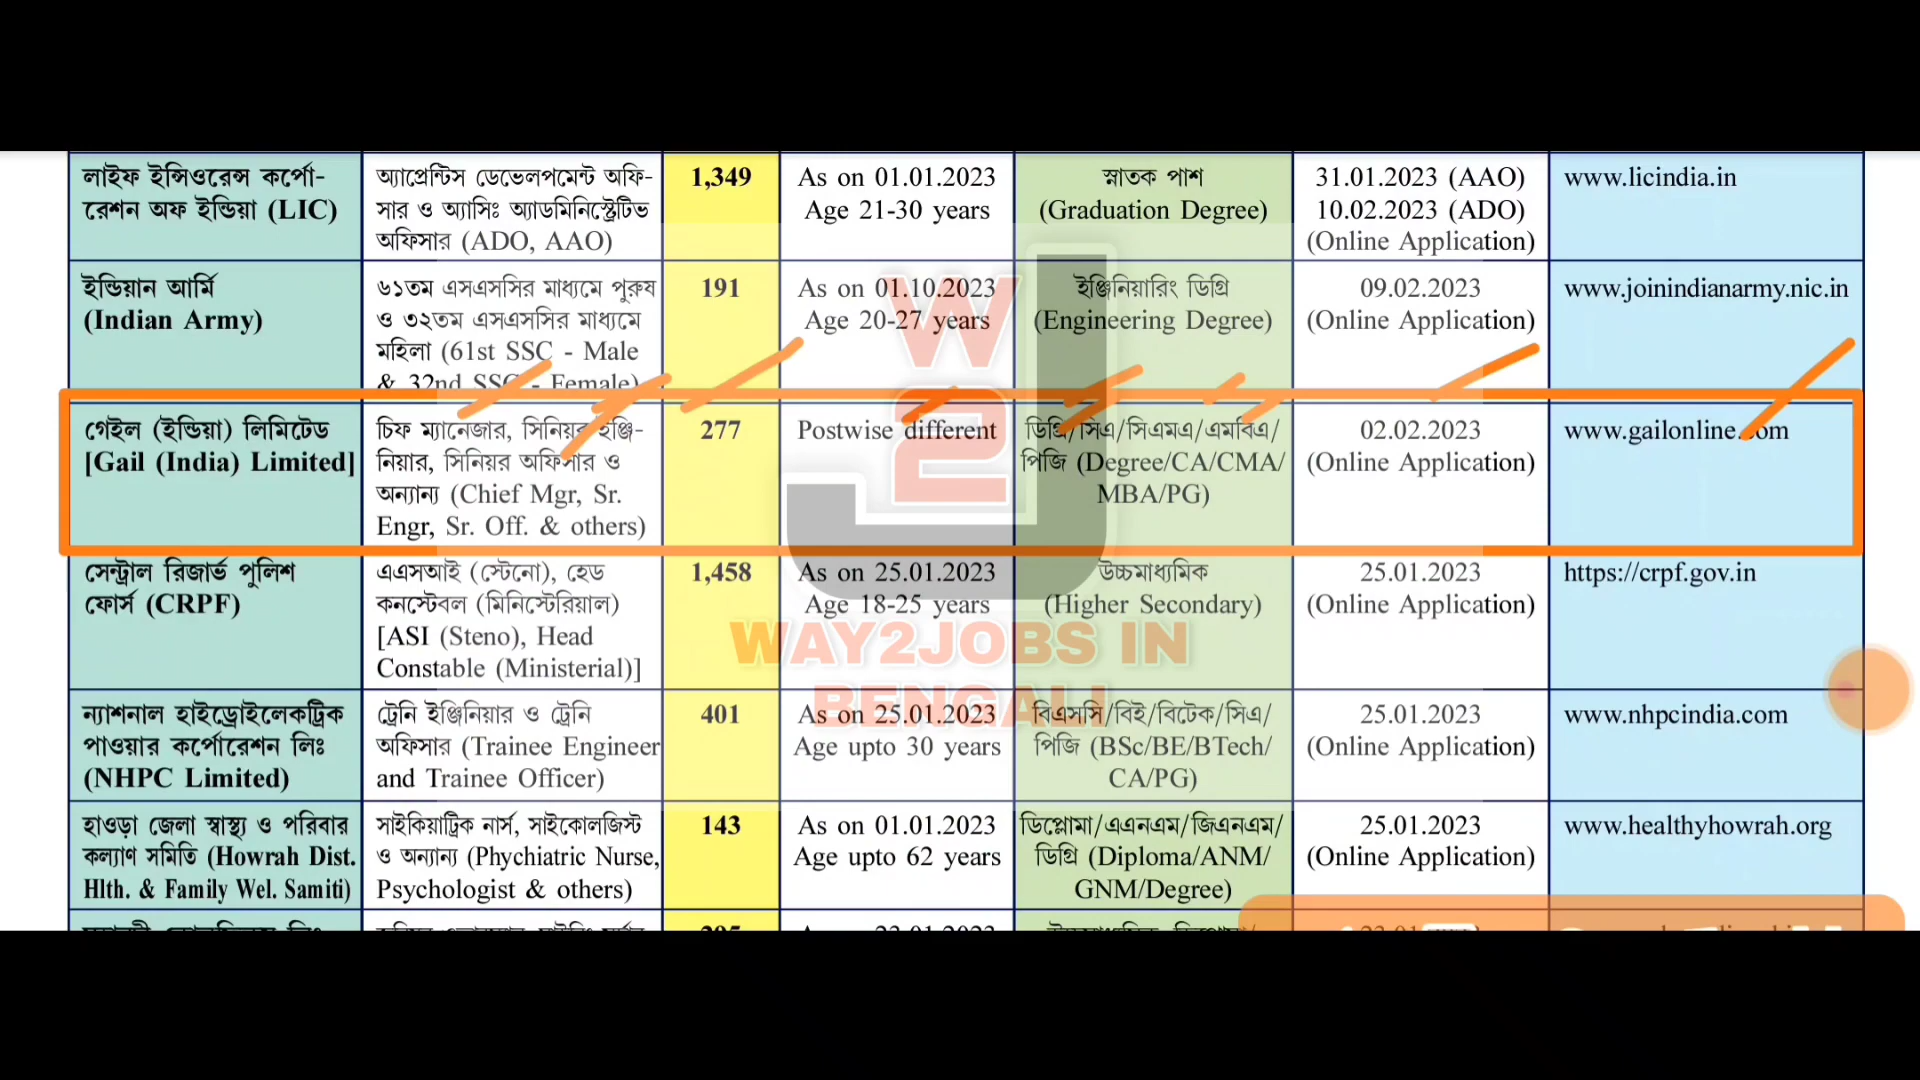 লাইফ ইন্সিওরেন্স কর্পো-
রেশন অফ ইন্ডিয়া (LIC)
অ্যাপ্রেন্টিস ডেভেলপমেন্ট অফি-
সার ও অ্যাসিঃ অ্যাডমিনিস্ট্রেটিভ
অফিসার (ADO, AAO)
1,349
As on 01.01.2023
Age 21-30 years
স্নাতক পাশ
(Graduation Degree)
31.01.2023 (AAO)
10.02.2023 (ADO)
(Online Application)
www.licindia.in
ইন্ডিয়ান আর্মি
(Indian Army)
৬১তম এসএসসির মাধ্যমে পুরুষ
ও ৩২তম এসএসসির মাধ্যমে
মহিলা (61st SSC - Male
& 32nd SSC - Female)
191
As on 01.10.2023
Age 20-27 years
ইঞ্জিনিয়ারিং ডিগ্রি
(Engineering Degree)
09.02.2023
(Online Application)
www.joinindianarmy.nic.in
গেইল (ইন্ডিয়া) লিমিটেড
[Gail (India) Limited]
চিফ ম্যানেজার, সিনিয়র ইঞ্জি-
নিয়ার, সিনিয়র অফিসার ও
অন্যান্য (Chief Mgr, Sr.
Engr, Sr. Off. & others)
277
Postwise different
ডিগ্রি/সিএ/সিএমএ/এমবিএ/
পিজি (Degree/CA/CMA/
MBA/PG)
02.02.2023
(Online Application)
www.gailonline.com
সেন্ট্রাল রিজার্ভ পুলিশ
ফোর্স (CRPF)
এএসআই (স্টেনো), হেড
কনস্টেবল (মিনিস্টেরিয়াল)
[ASI (Steno), Head
Constable (Ministerial)]
1,458
As on 25.01.2023
Age 18-25 years
উচ্চমাধ্যমিক
(Higher Secondary)
25.01.2023
(Online Application)
https://crpf.gov.in
ন্যাশনাল হাইড্রোইলেকট্রিক
পাওয়ার কর্পোরেশন লিঃ
(NHPC Limited)
ট্রেনি ইঞ্জিনিয়ার ও ট্রেনি
অফিসার (Trainee Engineer
and Trainee Officer)
401
As on 25.01.2023
Age upto 30 years
বিএসসি/বিই/বিটেক/সিএ/
পিজি (BSc/BE/BTech/
CA/PG)
25.01.2023
(Online Application)
www.nhpcindia.com
হাওড়া জেলা স্বাস্থ্য ও পরিবার
কল্যাণ সমিতি (Howrah Dist.
Hlth. & Family Wel. Samiti)
সাইকিয়াট্রিক নার্স, সাইকোলজিস্ট
ও অন্যান্য (Phychiatric Nurse,
Psychologist & others)
143
As on 01.01.2023
Age upto 62 years
ডিপ্লোমা/এএনএম/জিএনএম/
ডিগ্রি (Diploma/ANM/
GNM/Degree)
25.01.2023
(Online Application)
www.healthyhowrah.org
W2J
WAY2JOBS IN
BENGALI